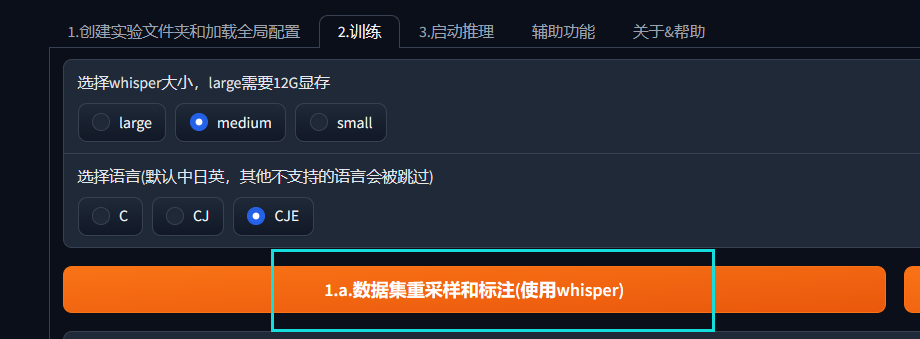 1.创建实验文件夹和加载全局配置 2.训练 3.启动推理 辅助功能 关于&帮助
选择whisper大小，large需要12G显存
large medium small
选择语言(默认中日英，其他不支持的语言会被跳过)
C CJ CJE
1.a.数据集重采样和标注(使用whisper)